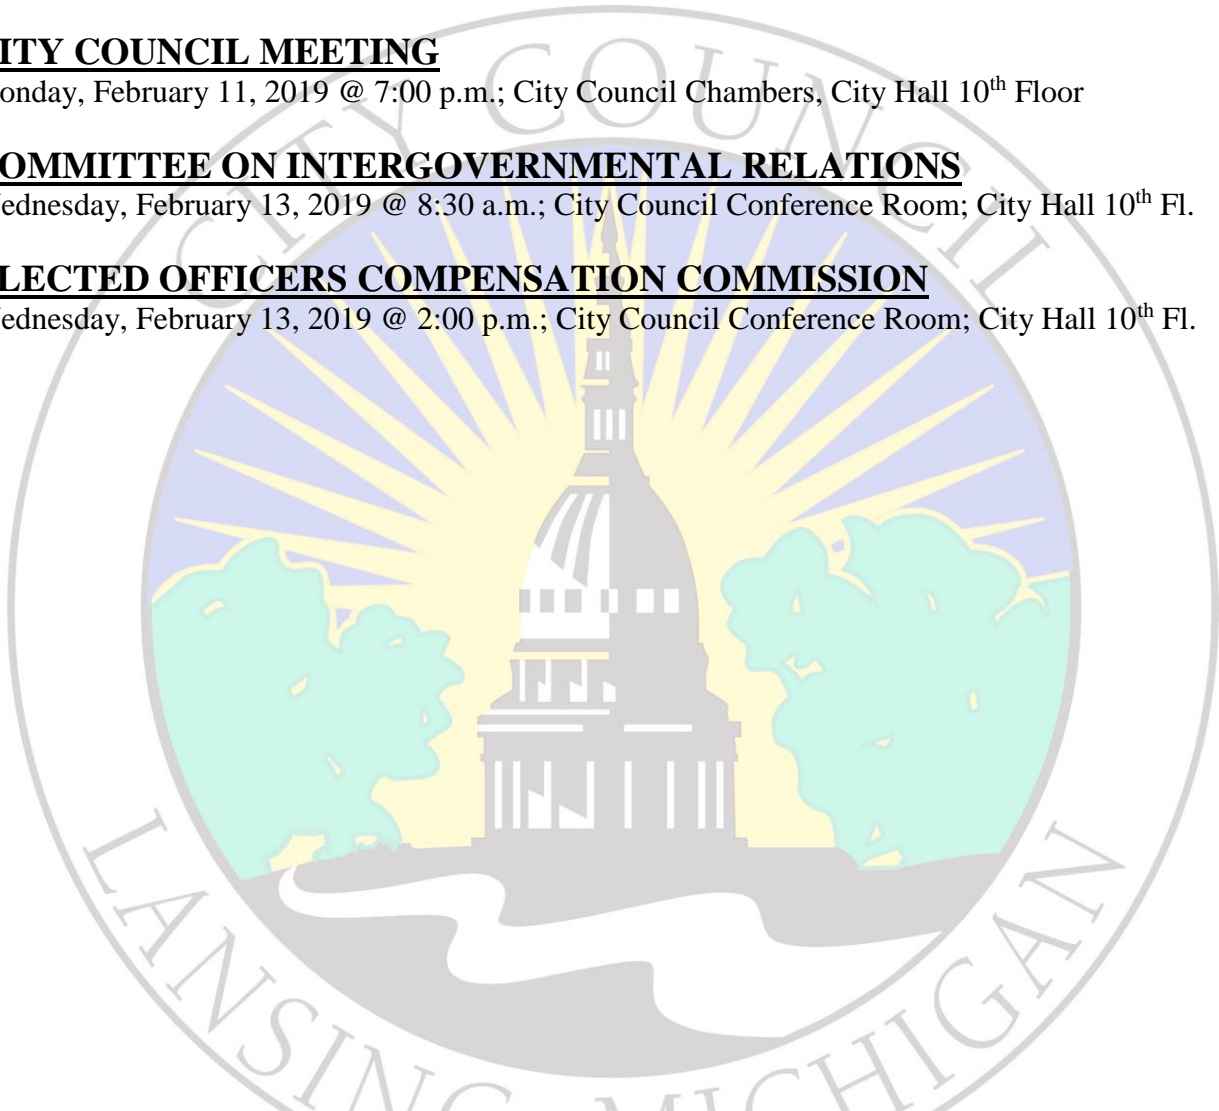 ITY COUNCIL MEETING
onday, February 11, 2019 @ 7:00 p.m.; City Council Chambers, City Hall 10th Floor
OMMITTEE ON INTERGOVERNMENTAL RELATIONS
ednesday, February 13, 2019 @ 8:30 a.m.; City Council Conference Room; City Hall 10th Fl.
LECTED OFFICERS COMPENSATION COMMISSION
ednesday, February 13, 2019 @ 2:00 p.m.; City Council Conference Room; City Hall 10th Fl.
CITY COUNCIL
LANSING, MICHIGAN